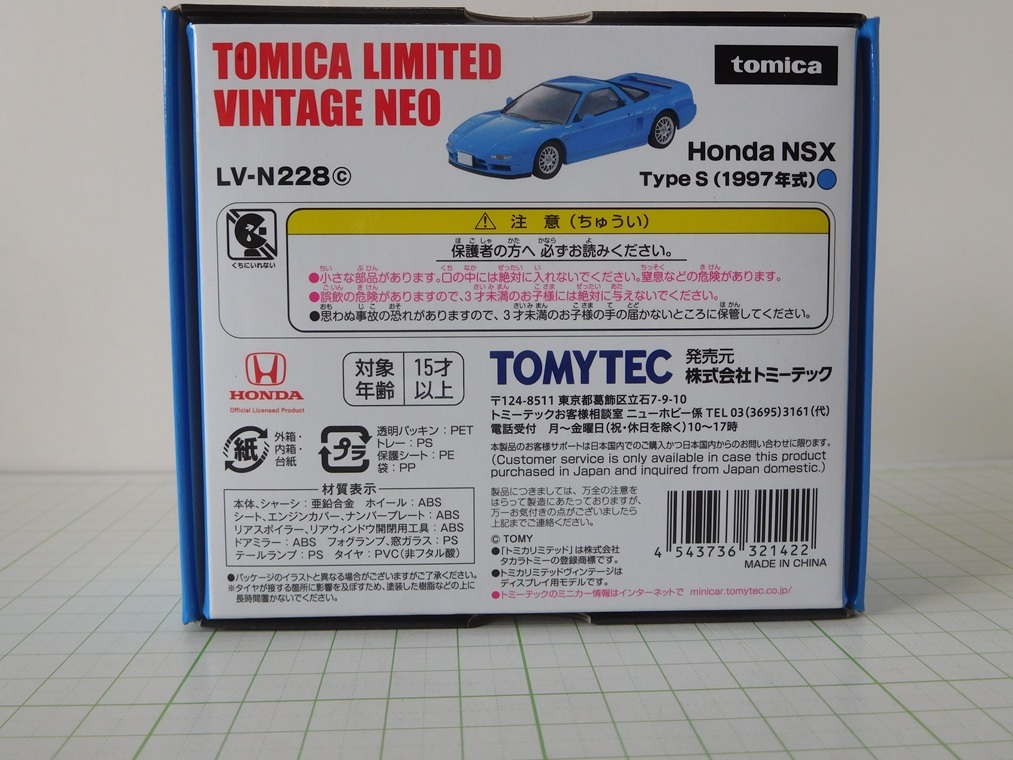 TOMICA LIMITED
VINTAGE NEO
tomica
LV-N228ⓒ
Honda NSX
Type S (1997年式)
くちにいれない
⚠ 注 意 (ちゅうい)
保護者の方へ 必ずお読みください。
●小さな部品があります。口の中には絶対に入れないでください。窒息などの危険があります。
●誤飲の危険がありますので、3才未満のお子様には絶対に与えないでください。
●思わぬ事故の恐れがありますので、3才未満のお子様の手の届かないところに保管してください。
HONDA
Official Licensed Product
対象年齢 15才以上
TOMYTEC
発売元
株式会社トミーテック
〒124-8511 東京都葛飾区立石7-9-10
トミーテックお客様相談室 ニューホビー係 TEL 03(3695)3161(代)
電話受付 月〜金曜日(祝・休日を除く)10〜17時
本製品のお客様サポートは日本国内でのご購入かつ日本国内からのお問い合わせに限ります。
(Customer service is only available in case this product
purchased in Japan and inquired from Japan domestic.)
紙
外箱・
内箱・
台紙
プラ
透明パッキン：PET
トレー：PS
保護シート：PE
袋：PP
材質表示
本体、シャーシ：亜鉛合金 ホイール：ABS
シート、エンジンカバー、ナンバープレート：ABS
リアスポイラー、リアウィンドウ開閉用工具：ABS
ドアミラー：ABS フォグランプ、窓ガラス：PS
テールランプ：PS タイヤ：PVC(非フタル酸)
●パッケージのイラストと異なる場合がございますがご了承ください。
※タイヤが接する箇所に影響を及ぼすため、塗装した樹脂などの上に
長時間置かないでください。
製品につきましては、万全の注意を
はらって製造にあたっておりますが、
万一お気付きの点がございましたら
上記までご連絡ください。
© TOMY
●「トミカリミテッド」は株式会社
タカラトミーの登録商標です。
●トミカリミテッドヴィンテージは
ディスプレイ用モデルです。
●トミーテックのミニカー情報はインターネットで minicar.tomytec.co.jp/
4 543736 321422
MADE IN CHINA